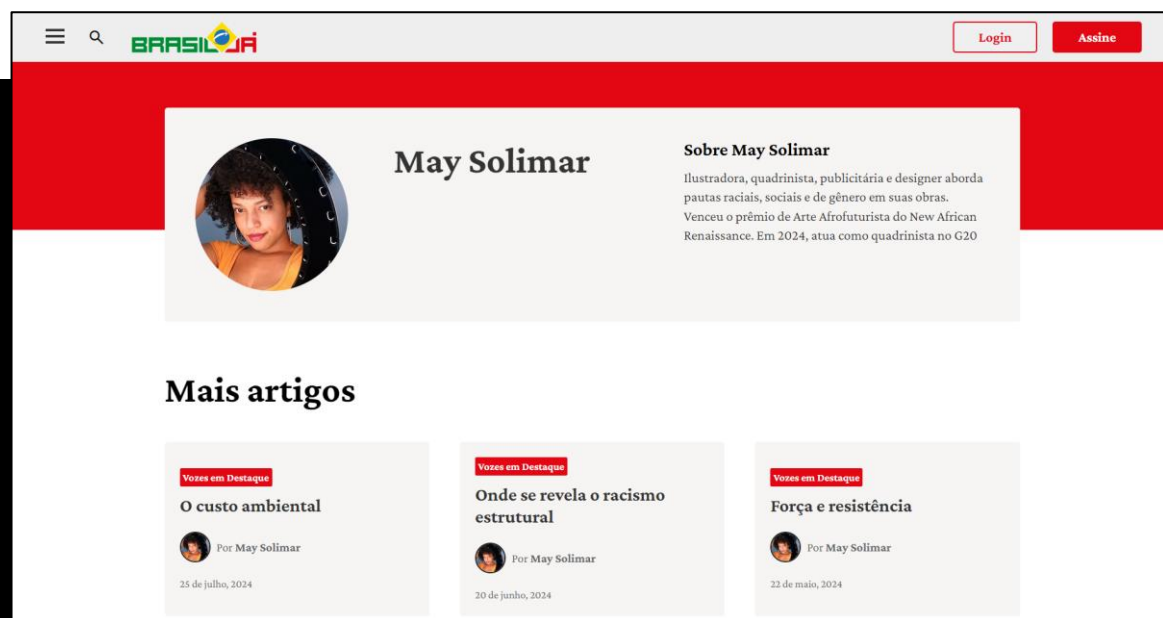 BRASIL JÁ
Login
Assine
May Solimar
Sobre May Solimar
Ilustradora, quadrinista, publicitária e designer aborda
pautas raciais, sociais e de gênero em suas obras.
Venceu o prêmio de Arte Afrofuturista do New African
Renaissance. Em 2024, atua como quadrinista no G20
Mais artigos
Vozes em Destaque
O custo ambiental
Por May Solimar
25 de julho, 2024
Vozes em Destaque
Onde se revela o racismo
estrutural
Por May Solimar
20 de junho, 2024
Vozes em Destaque
Força e resistência
Por May Solimar
22 de maio, 2024